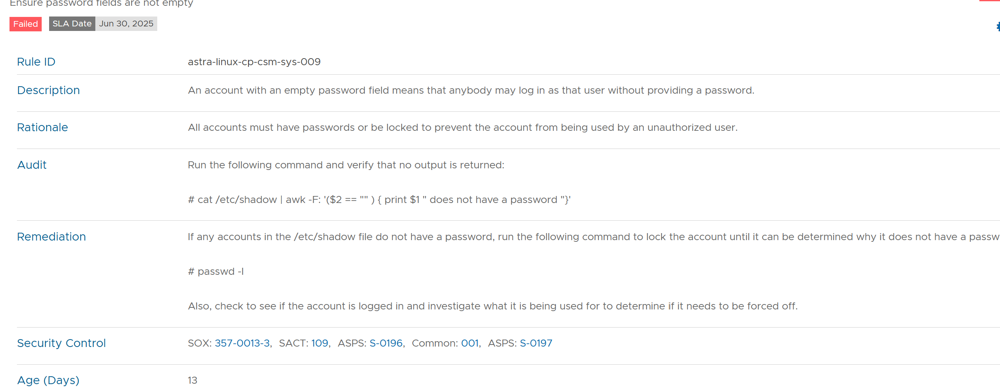 Ensure password fields are not empty
Failed SLA Date Jun 30, 2025
Rule ID astra-linux-cp-csm-sys-009
Description An account with an empty password field means that anybody may log in as that user without providing a password.
Rationale All accounts must have passwords or be locked to prevent the account from being used by an unauthorized user.
Audit Run the following command and verify that no output is returned:
# cat /etc/shadow | awk -F: '($2 == "" ) { print $1 " does not have a password "}'
Remediation If any accounts in the /etc/shadow file do not have a password, run the following command to lock the account until it can be determined why it does not have a passw
# passwd -l
Also, check to see if the account is logged in and investigate what it is being used for to determine if it needs to be forced off.
Security Control SOX: 357-0013-3, SACT: 109, ASPS: S-0196, Common: 001, ASPS: S-0197
Age (Days) 13